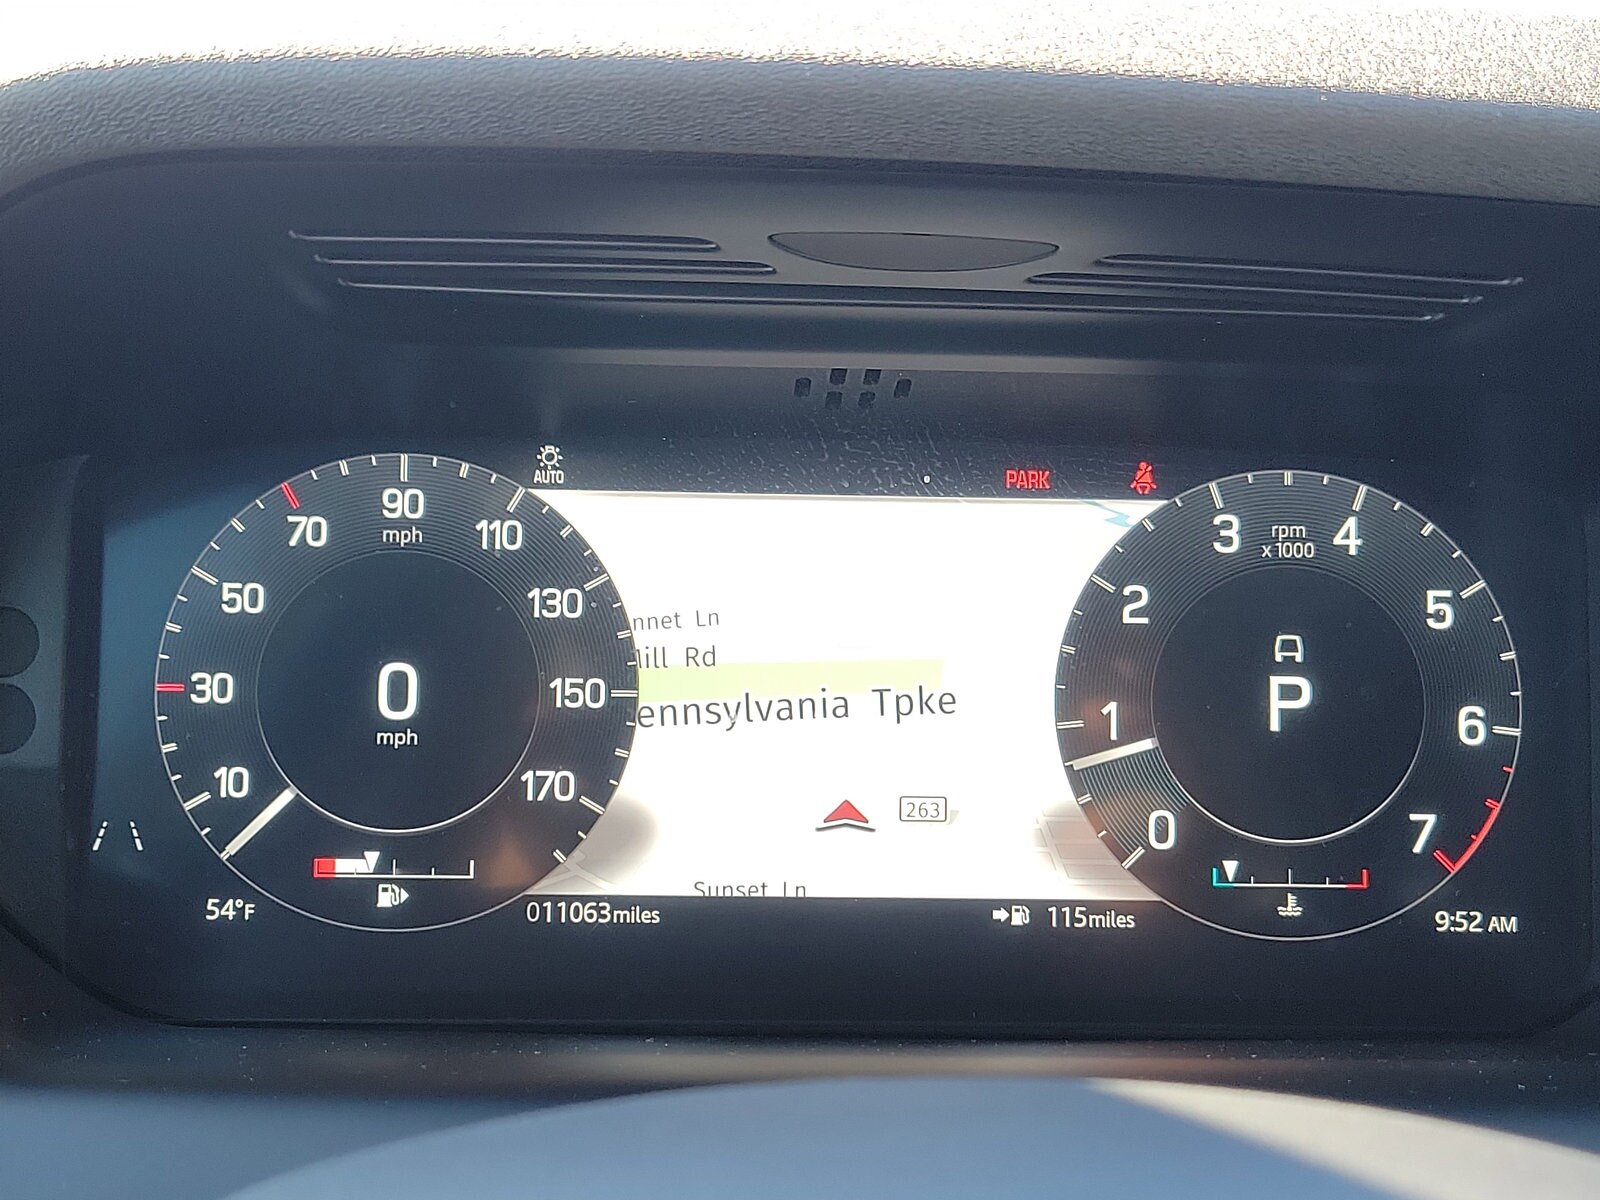 AUTO
PARK
10
30
50
70
90
mph
110
130
150
170
0
mph
nnet Ln
ill Rd
ennsylvania Tpke
263
Sunset Ln
0
1
2
3
rpm
x 1000
4
5
6
7
P
54°F
011063miles
115miles
9:52 AM